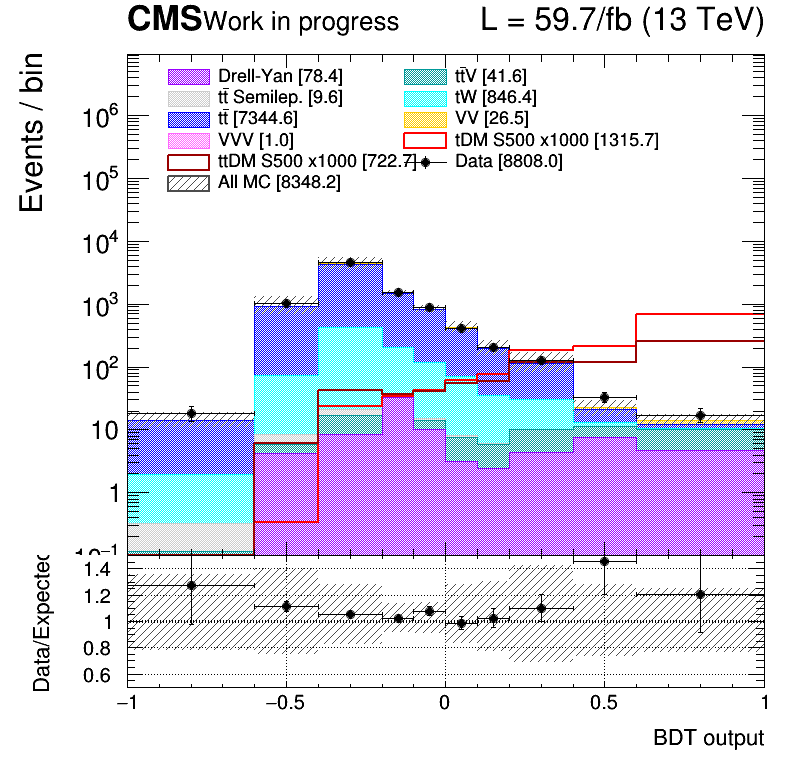 CMS Work in progress L = 59.7/fb (13 TeV)
Events / bin
Drell-Yan [78.4] tt̄V [41.6]
tt̄ Semilep. [9.6] tW [846.4]
tt̄ [7344.6] VV [26.5]
VVV [1.0] tDM S500 x1000 [1315.7]
ttDM S500 x1000 [722.7] Data [8808.0]
All MC [8348.2]
10⁶
10⁵
10⁴
10³
10²
10
1
10⁻¹
Data/Expected
1.4
1.2
1
0.8
0.6
−1 −0.5 0 0.5 1
BDT output